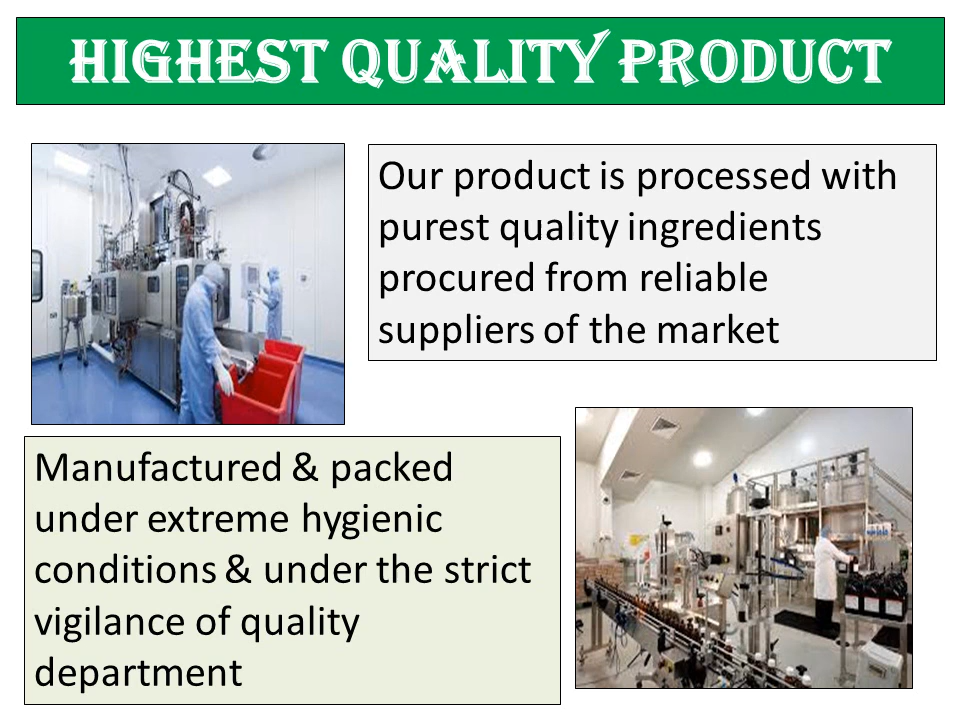 HIGHEST QUALITY PRODUCT
Our product is processed with
purest quality ingredients
procured from reliable
suppliers of the market
Manufactured & packed
under extreme hygienic
conditions & under the strict
vigilance of quality
department